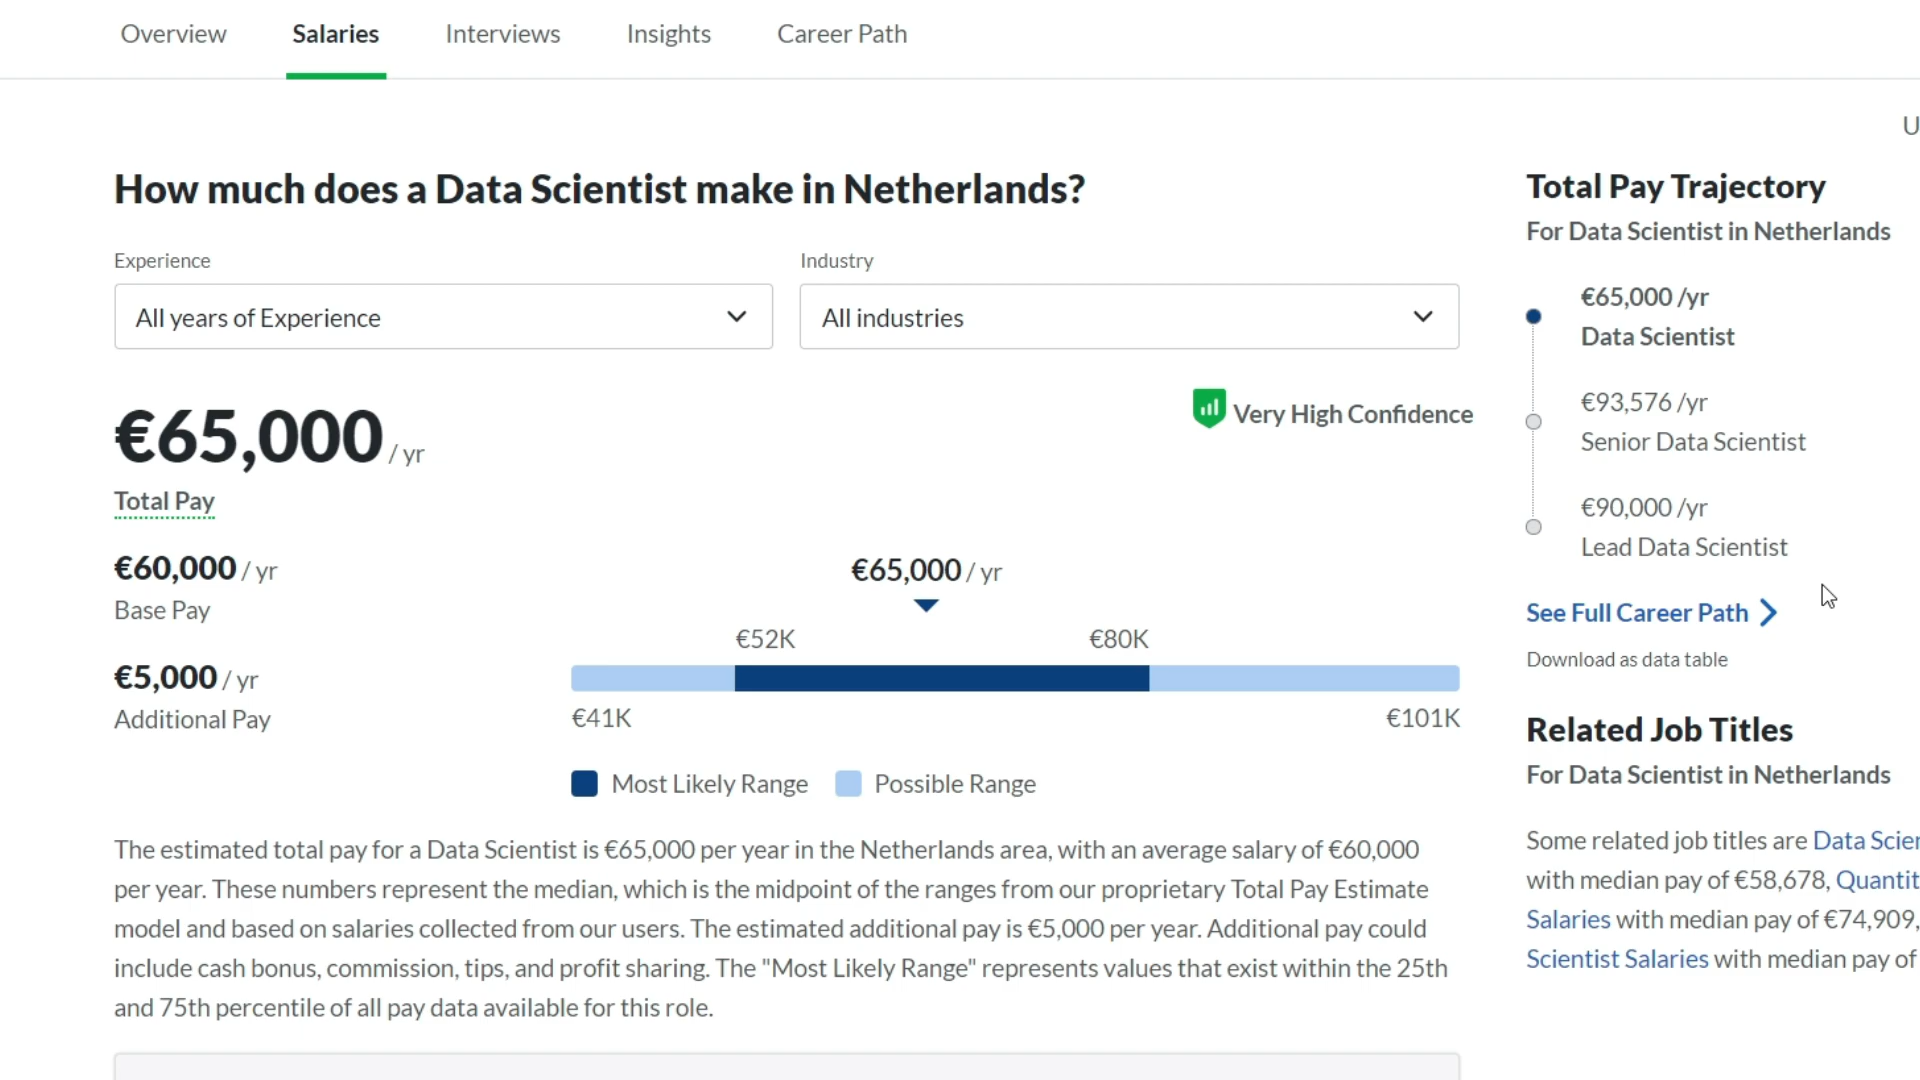 Overview Salaries Interviews Insights Career Path
U
How much does a Data Scientist make in Netherlands?
Experience
All years of Experience
Industry
All industries
€65,000 / yr
Very High Confidence
Total Pay
€60,000 / yr
Base Pay
€5,000 / yr
Additional Pay
€65,000 / yr
€52K €80K
€41K €101K
Most Likely Range Possible Range
The estimated total pay for a Data Scientist is €65,000 per year in the Netherlands area, with an average salary of €60,000
per year. These numbers represent the median, which is the midpoint of the ranges from our proprietary Total Pay Estimate
model and based on salaries collected from our users. The estimated additional pay is €5,000 per year. Additional pay could
include cash bonus, commission, tips, and profit sharing. The "Most Likely Range" represents values that exist within the 25th
and 75th percentile of all pay data available for this role.
Total Pay Trajectory
For Data Scientist in Netherlands
€65,000 /yr
Data Scientist
€93,576 /yr
Senior Data Scientist
€90,000 /yr
Lead Data Scientist
See Full Career Path
Download as data table
Related Job Titles
For Data Scientist in Netherlands
Some related job titles are Data Scien
with median pay of €58,678, Quantit
Salaries with median pay of €74,909,
Scientist Salaries with median pay of